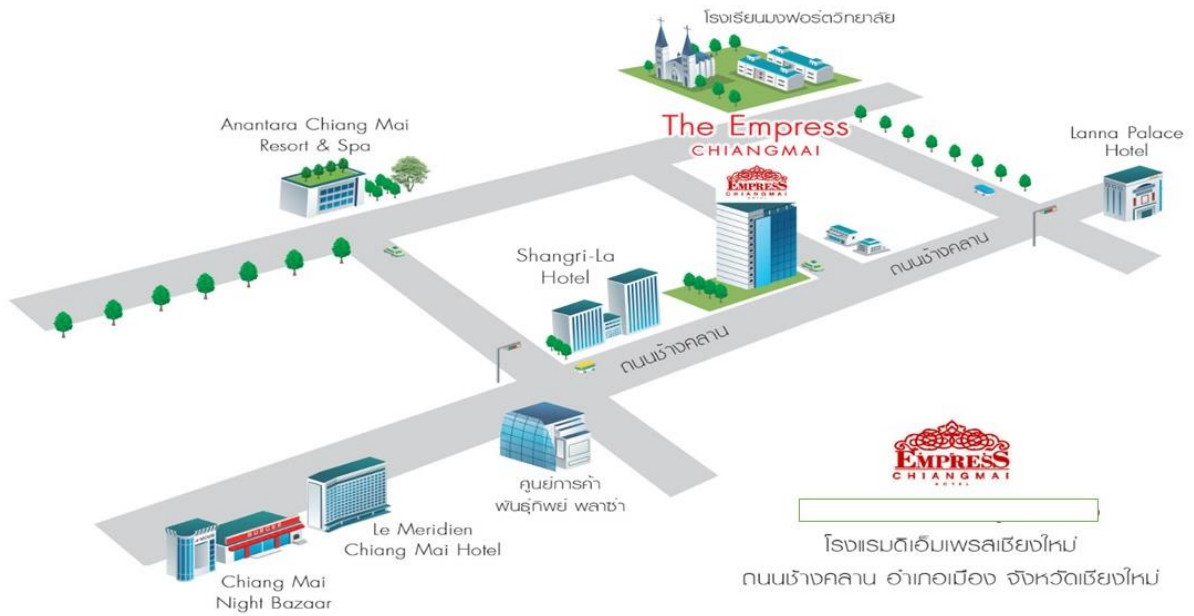 โรงเรียนมงฟอร์ตวิทยาลัย
The Empress
CHIANGMAI
Anantara Chiang Mai
Resort & Spa
Lanna Palace
Hotel
EMPRESS
CHIANGMAI
HOTEL
Shangri-La
Hotel
ถนนช้างคลาน
ถนนช้างคลาน
ศูนย์การค้า
พันธุ์ทิพย์ พลาซ่า
Le Meridien
Chiang Mai Hotel
Chiang Mai
Night Bazaar
EMPRESS
CHIANGMAI
HOTEL
โรงแรมดิเอ็มเพรสเชียงใหม่
ถนนช้างคลาน อำเภอเมือง จังหวัดเชียงใหม่